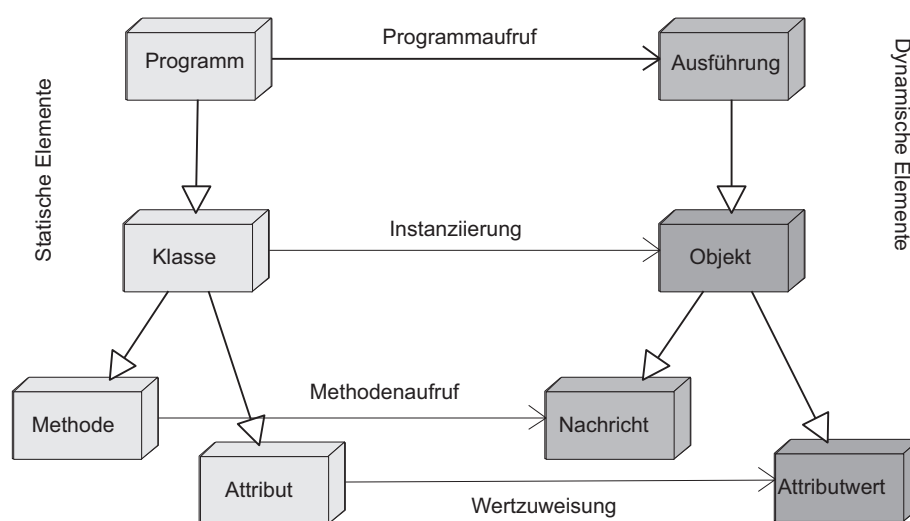 Programmaufruf
Programm
Ausführung
Statische Elemente
Dynamische Elemente
Instanziierung
Klasse
Objekt
Methodenaufruf
Methode
Nachricht
Attribut
Attributwert
Wertzuweisung